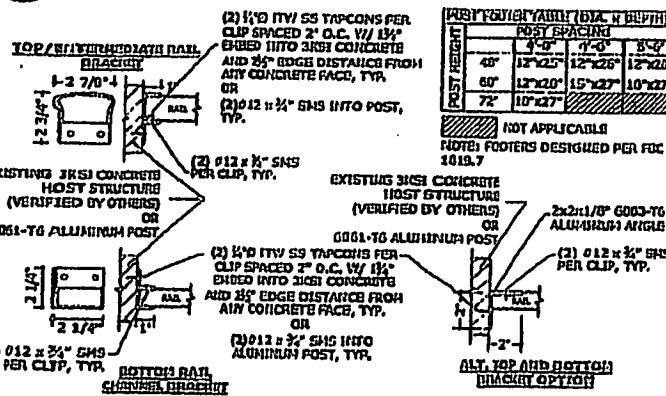 (2) ¼"Ø ITW SS TAPCONS PER
CLIP SPACED 2" O.C. W/ 1¾"
EMBED INTO 3KSI CONCRETE
AND 2½" EDGE DISTANCE FROM
ANY CONCRETE FACE, TYP.
OR
(2) #12 x ¾" SMS INTO POST,
TYP.
TOP/INTERMEDIATE RAIL
BRACKET
2 7/8"
2 3/4"
1"
RAIL
(2) #12 x ¾" SMS
PER CLIP, TYP.
POST FOOTER TABLE (DIA. x DEPTH)
POST HEIGHT
POST SPACING
4'-0"
48"
12"x25"
12"x26"
60"
12"x20"
15"x27"
72"
10"x27"
NOT APPLICABLE
NOTE: FOOTERS DESIGNED PER FBC
1819.7
EXISTING 3KSI CONCRETE
HOST STRUCTURE
(VERIFIED BY OTHERS)
OR
6061-T6 ALUMINUM POST
2 1/4"
2 1/4"
1"
RAIL
#12 x ¾" SMS
PER CLIP, TYP.
BOTTOM RAIL
CHANNEL BRACKET
(2) ¼"Ø ITW SS TAPCONS PER
CLIP SPACED 2" O.C. W/ 1¾"
EMBED INTO 3KSI CONCRETE
AND 2½" EDGE DISTANCE FROM
ANY CONCRETE FACE, TYP.
OR
(2) #12 x ¾" SMS INTO
ALUMINUM POST, TYP.
EXISTING 3KSI CONCRETE
HOST STRUCTURE
(VERIFIED BY OTHERS)
OR
6061-T6 ALUMINUM POST
2x2x1/8" 6063-T6
ALUMINUM ANGLE
(2) #12 x ¾" SMS
PER CLIP, TYP.
RAIL
2"
2"
ALT. TOP AND BOTTOM
BRACKET OPTION